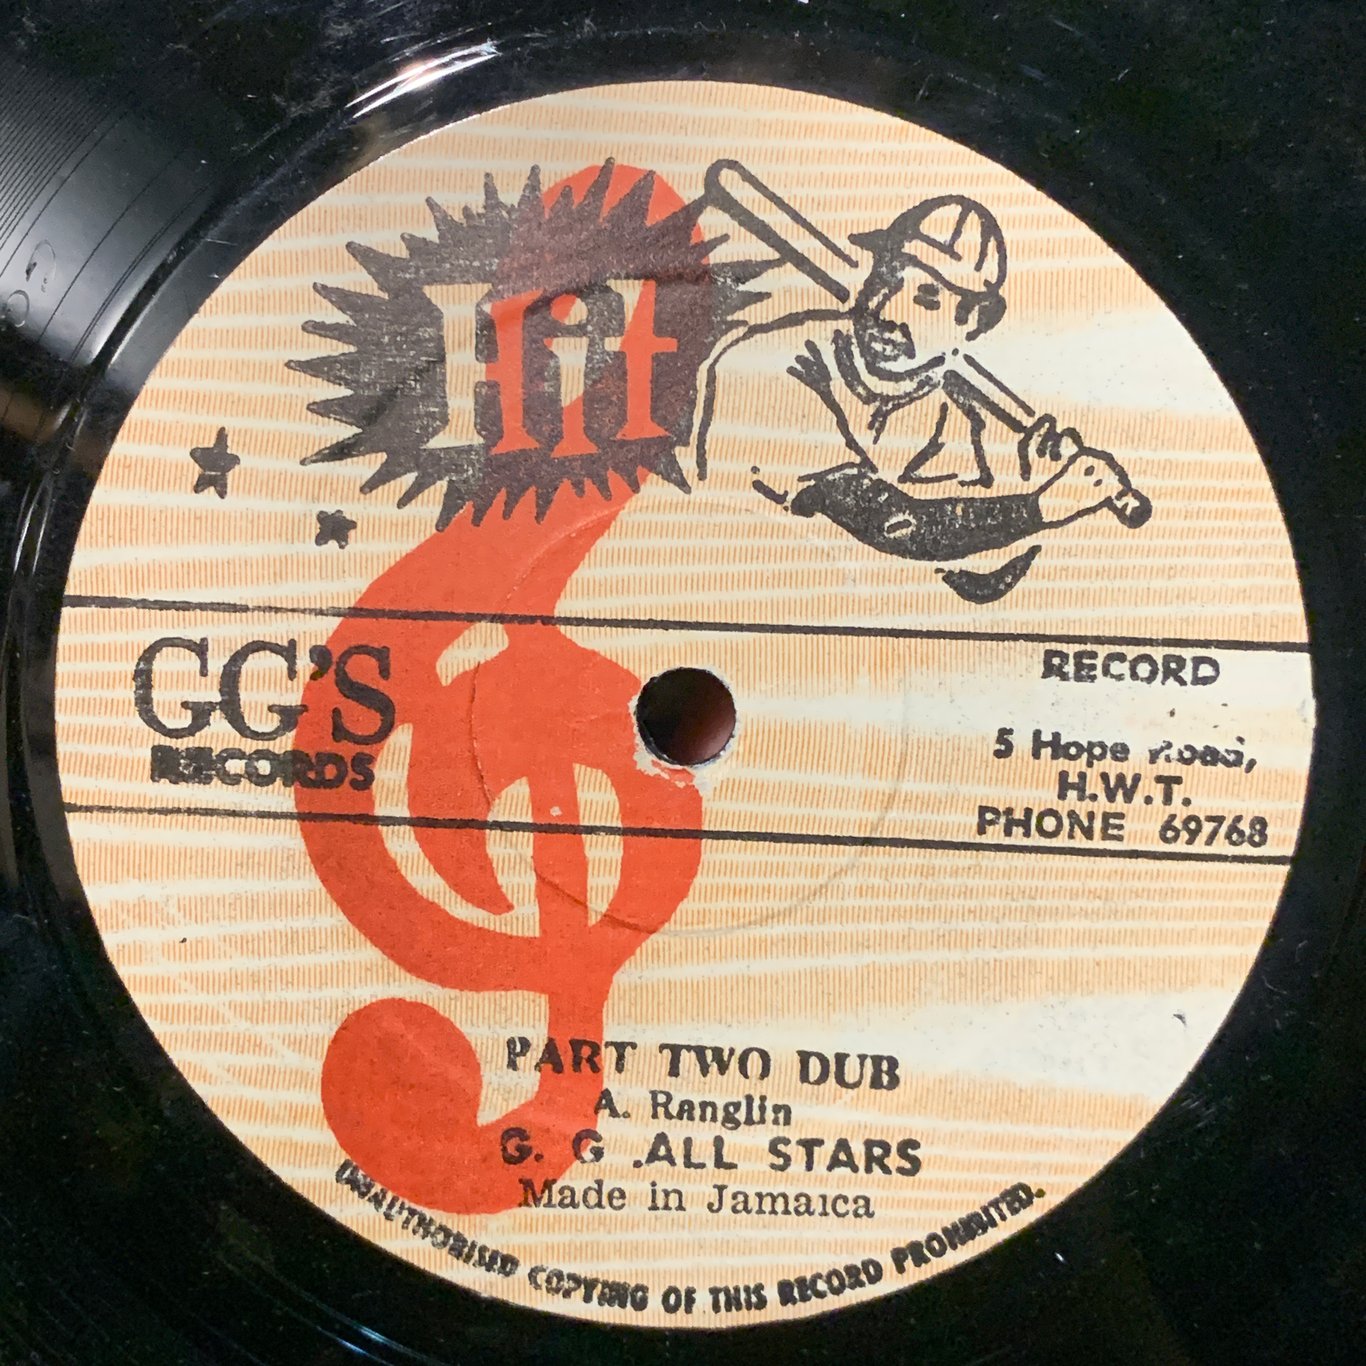 Hit
GG'S
RECORDS
RECORD
5 Hope Road,
H.W.T.
PHONE 69768
PART TWO DUB
A. Ranglin
G. G .ALL STARS
Made in Jamaica
UNAUTHORISED COPYING OF THIS RECORD PROHIBITED.